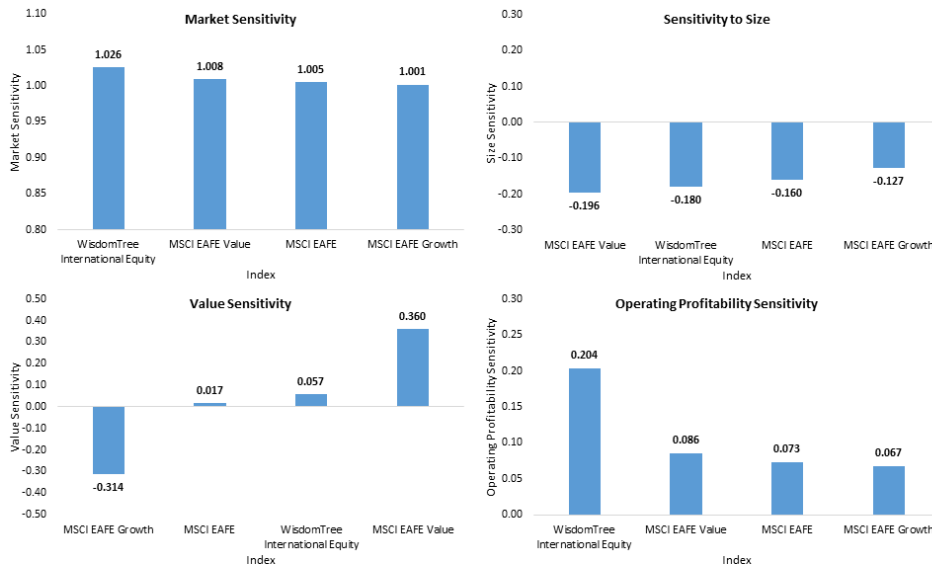 Market Sensitivity
Market Sensitivity
1.10
1.05
1.00
0.95
0.90
0.85
0.80
1.026
1.008
1.005
1.001
WisdomTree
International Equity
MSCI EAFE Value
MSCI EAFE
MSCI EAFE Growth
Index
Sensitivity to Size
Size Sensitivity
0.30
0.20
0.10
0.00
-0.10
-0.20
-0.30
-0.196
-0.180
-0.160
-0.127
MSCI EAFE Value
WisdomTree
International Equity
MSCI EAFE
MSCI EAFE Growth
Index
Value Sensitivity
Value Sensitivity
0.50
0.40
0.30
0.20
0.10
0.00
-0.10
-0.20
-0.30
-0.40
-0.50
-0.314
0.017
0.057
0.360
MSCI EAFE Growth
MSCI EAFE
WisdomTree
International Equity
MSCI EAFE Value
Index
Operating Profitability Sensitivity
Operating Profitability Sensitivity
0.30
0.25
0.20
0.15
0.10
0.05
0.00
0.204
0.086
0.073
0.067
WisdomTree
International Equity
MSCI EAFE Value
MSCI EAFE
MSCI EAFE Growth
Index